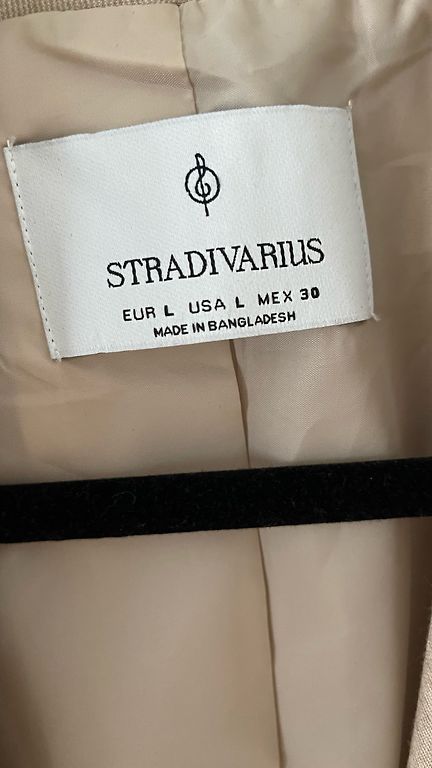 STRADIVARIUS
EUR L USA L MEX 30
MADE IN BANGLADESH